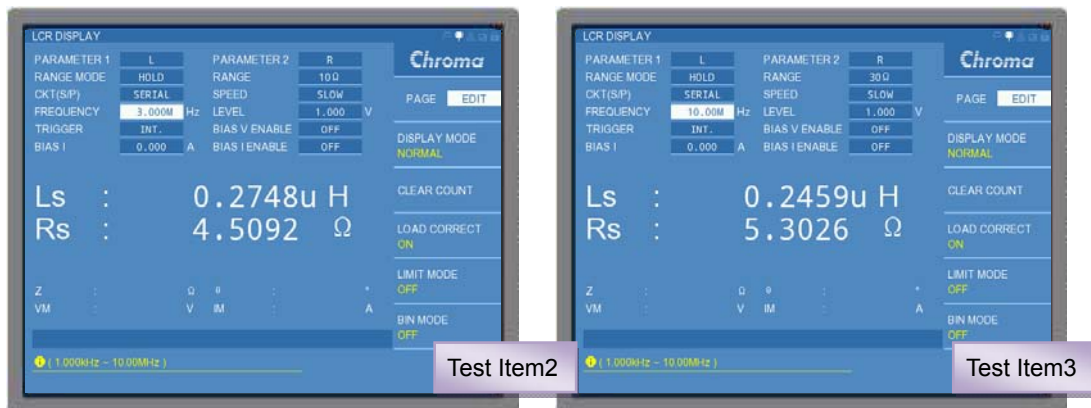 LCR DISPLAY
Chroma
PARAMETER 1 L PARAMETER 2 R
RANGE MODE HOLD RANGE 10 Ω
CKT(S/P) SERIAL SPEED SLOW
FREQUENCY 3.000M Hz LEVEL 1.000 V
TRIGGER INT. BIAS V ENABLE OFF
BIAS I 0.000 A BIAS I ENABLE OFF
PAGE EDIT
DISPLAY MODE
NORMAL
CLEAR COUNT
LOAD CORRECT
ON
LIMIT MODE
OFF
BIN MODE
OFF
Ls : 0.2748u H
Rs : 4.5092 Ω
Z : Ω θ : °
VM : V IM : A
( 1.000kHz ~ 10.00MHz )
Test Item2
LCR DISPLAY
Chroma
PARAMETER 1 L PARAMETER 2 R
RANGE MODE HOLD RANGE 30 Ω
CKT(S/P) SERIAL SPEED SLOW
FREQUENCY 10.00M Hz LEVEL 1.000 V
TRIGGER INT. BIAS V ENABLE OFF
BIAS I 0.000 A BIAS I ENABLE OFF
PAGE EDIT
DISPLAY MODE
NORMAL
CLEAR COUNT
LOAD CORRECT
ON
LIMIT MODE
OFF
BIN MODE
OFF
Ls : 0.2459u H
Rs : 5.3026 Ω
Z : Ω θ : °
VM : V IM : A
( 1.000kHz ~ 10.00MHz )
Test Item3